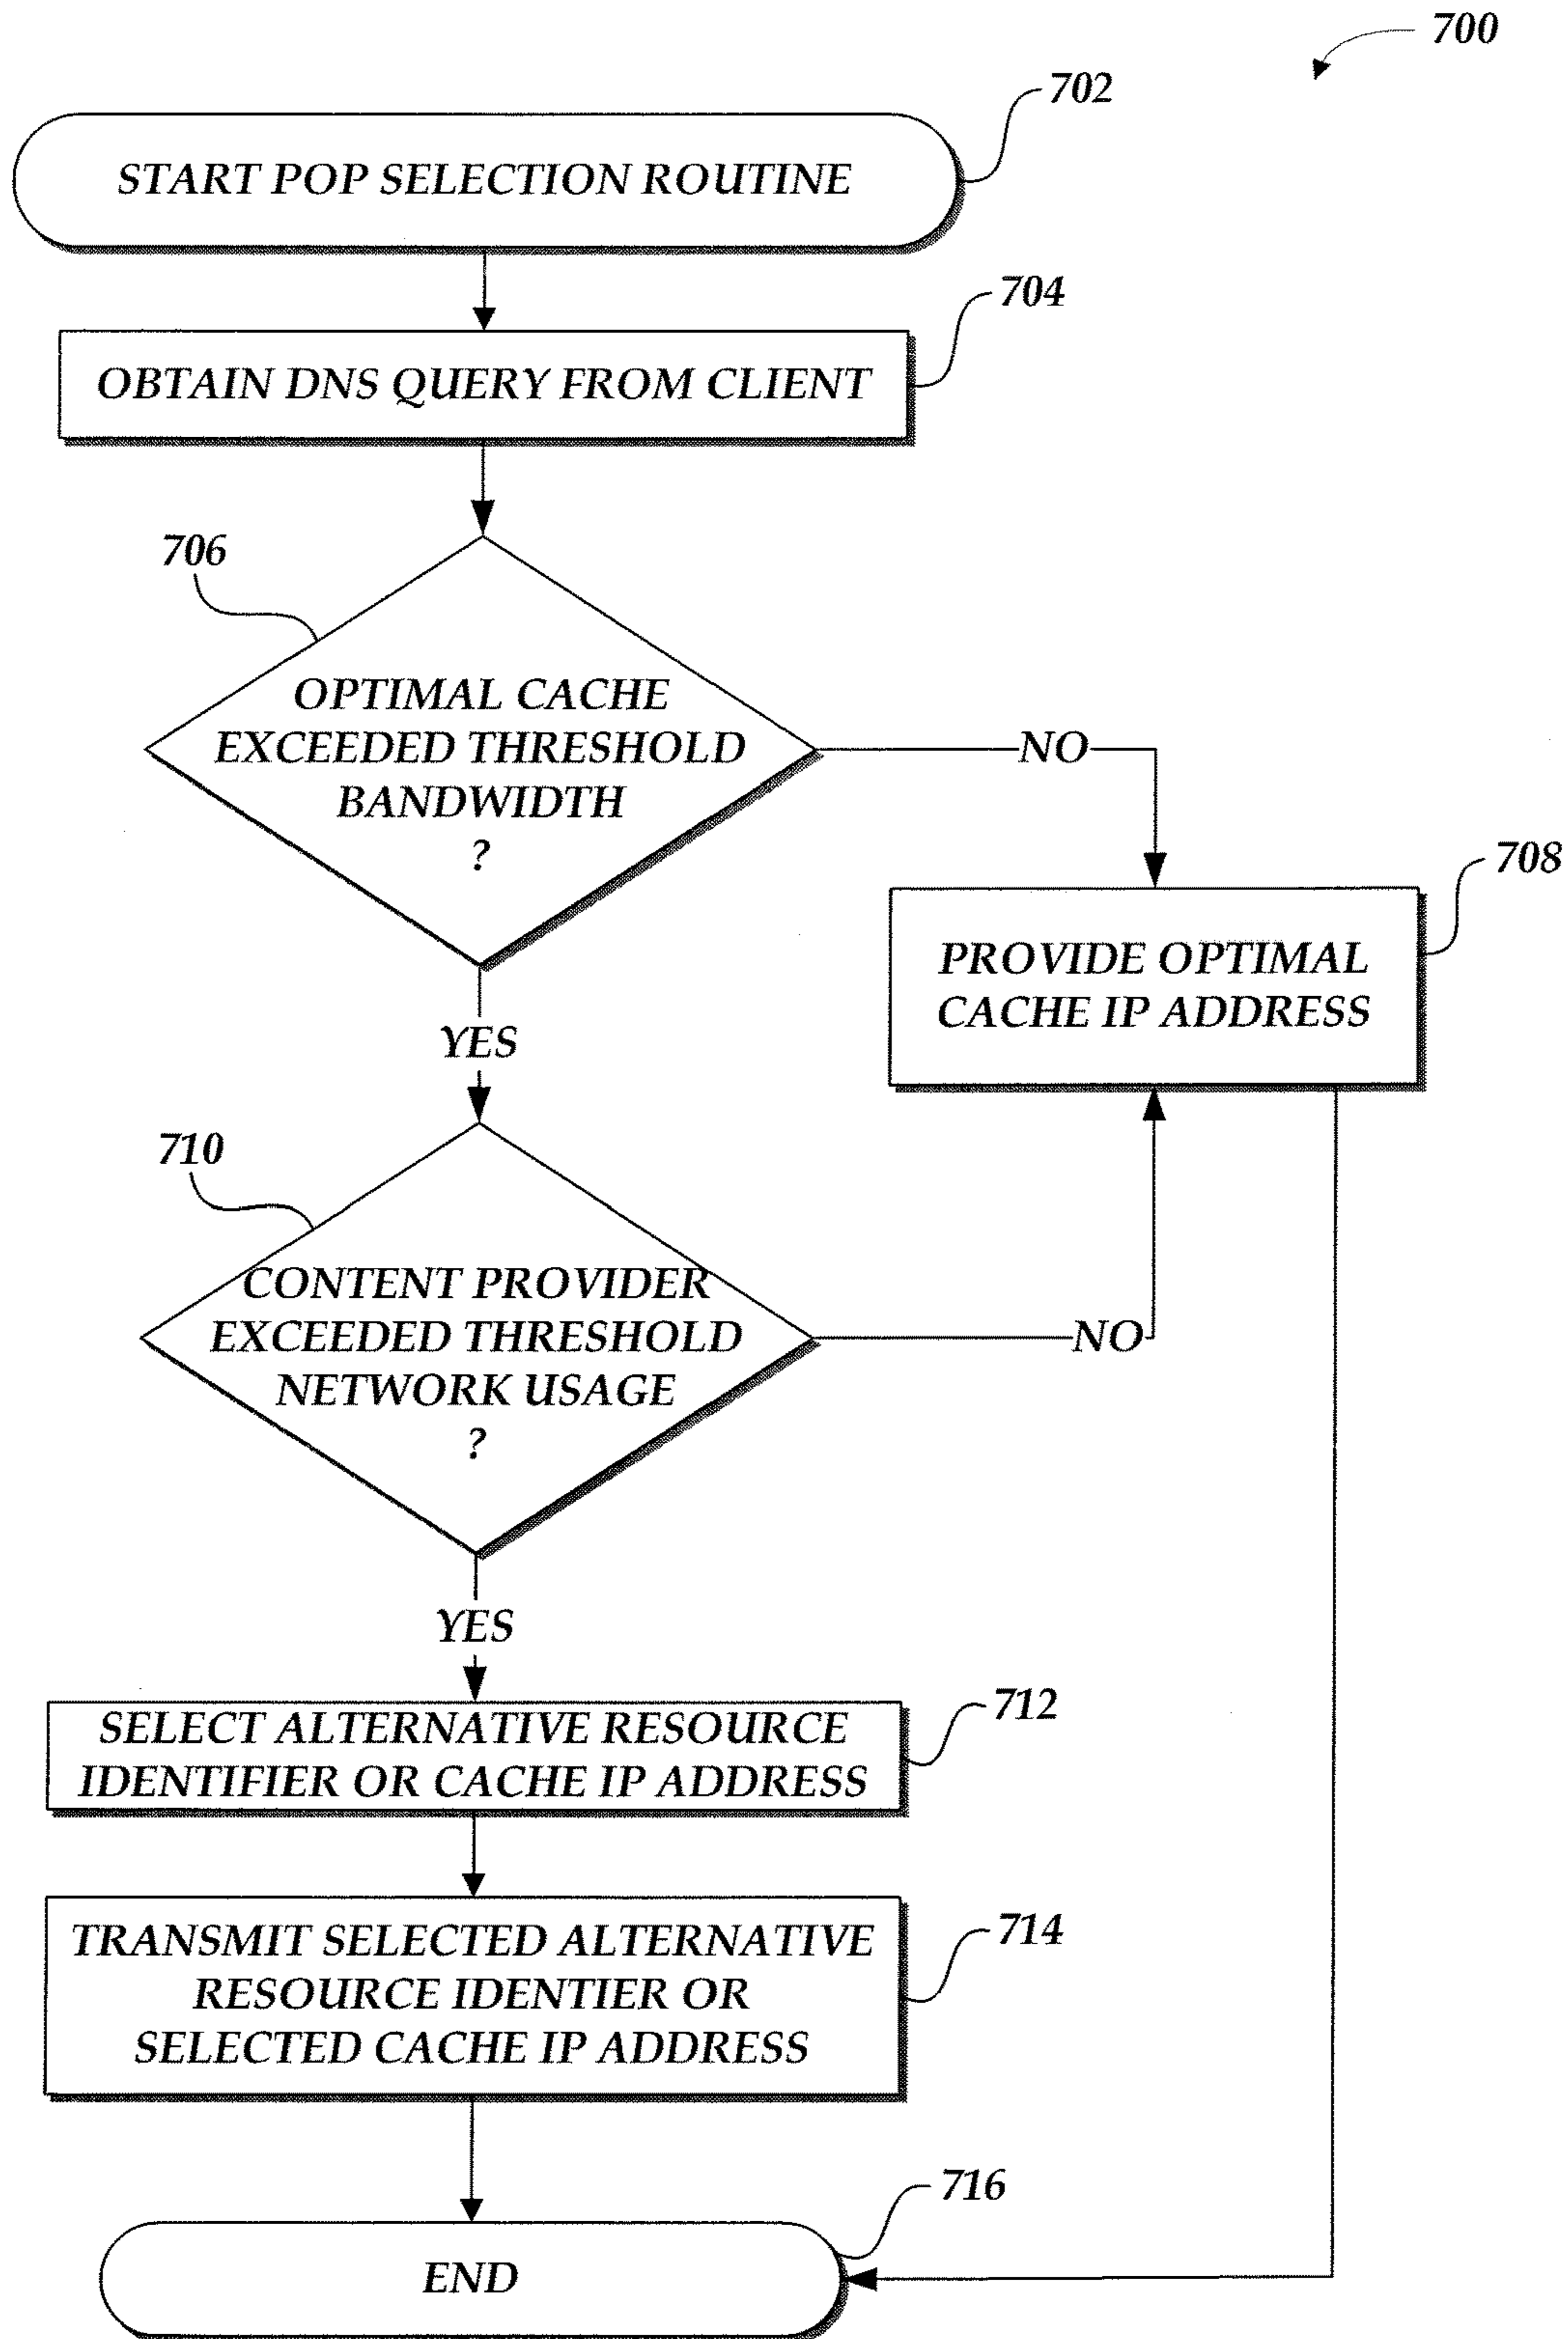 700
702
START POP SELECTION ROUTINE
704
OBTAIN DNS QUERY FROM CLIENT
706
OPTIMAL CACHE
EXCEEDED THRESHOLD
BANDWIDTH
?
NO
708
PROVIDE OPTIMAL
CACHE IP ADDRESS
YES
710
CONTENT PROVIDER
EXCEEDED THRESHOLD
NETWORK USAGE
?
NO
YES
712
SELECT ALTERNATIVE RESOURCE
IDENTIFIER OR CACHE IP ADDRESS
714
TRANSMIT SELECTED ALTERNATIVE
RESOURCE IDENTIER OR
SELECTED CACHE IP ADDRESS
716
END